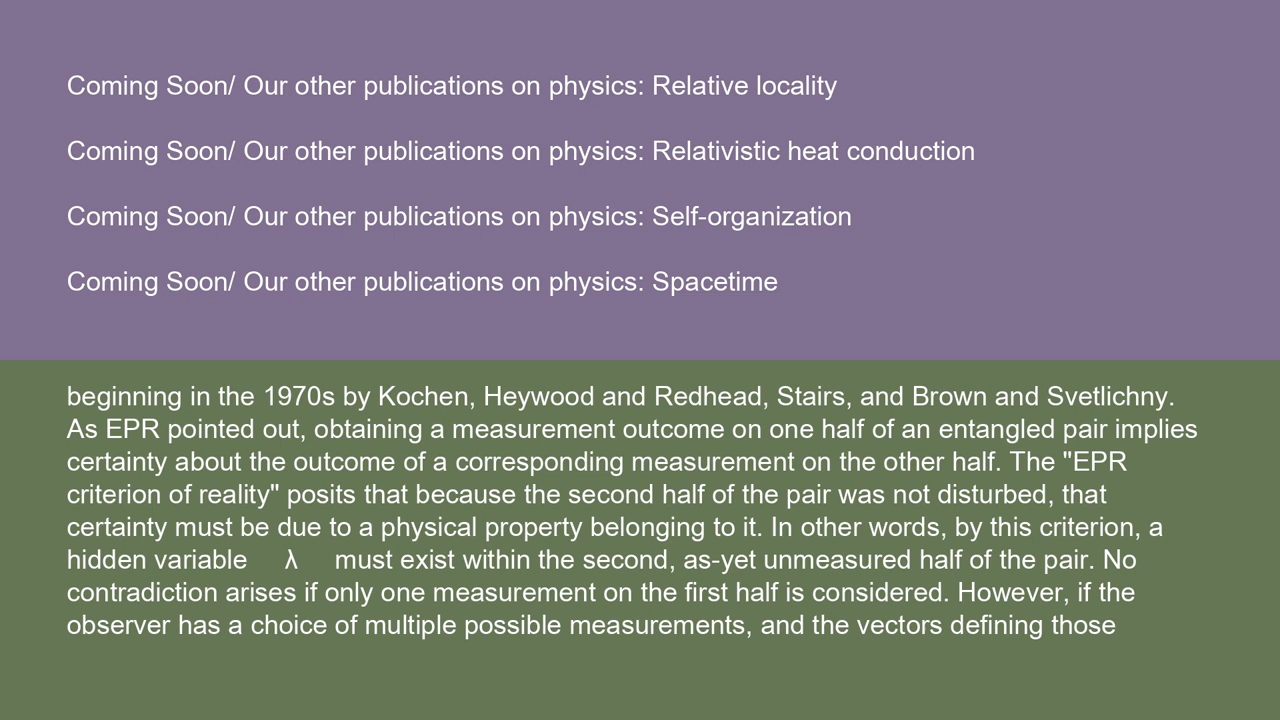 Coming Soon/ Our other publications on physics: Relative locality
Coming Soon/ Our other publications on physics: Relativistic heat conduction
Coming Soon/ Our other publications on physics: Self-organization
Coming Soon/ Our other publications on physics: Spacetime
beginning in the 1970s by Kochen, Heywood and Redhead, Stairs, and Brown and Svetlichny.
As EPR pointed out, obtaining a measurement outcome on one half of an entangled pair implies
certainty about the outcome of a corresponding measurement on the other half. The "EPR
criterion of reality" posits that because the second half of the pair was not disturbed, that
certainty must be due to a physical property belonging to it. In other words, by this criterion, a
hidden variable λ must exist within the second, as-yet unmeasured half of the pair. No
contradiction arises if only one measurement on the first half is considered. However, if the
observer has a choice of multiple possible measurements, and the vectors defining those